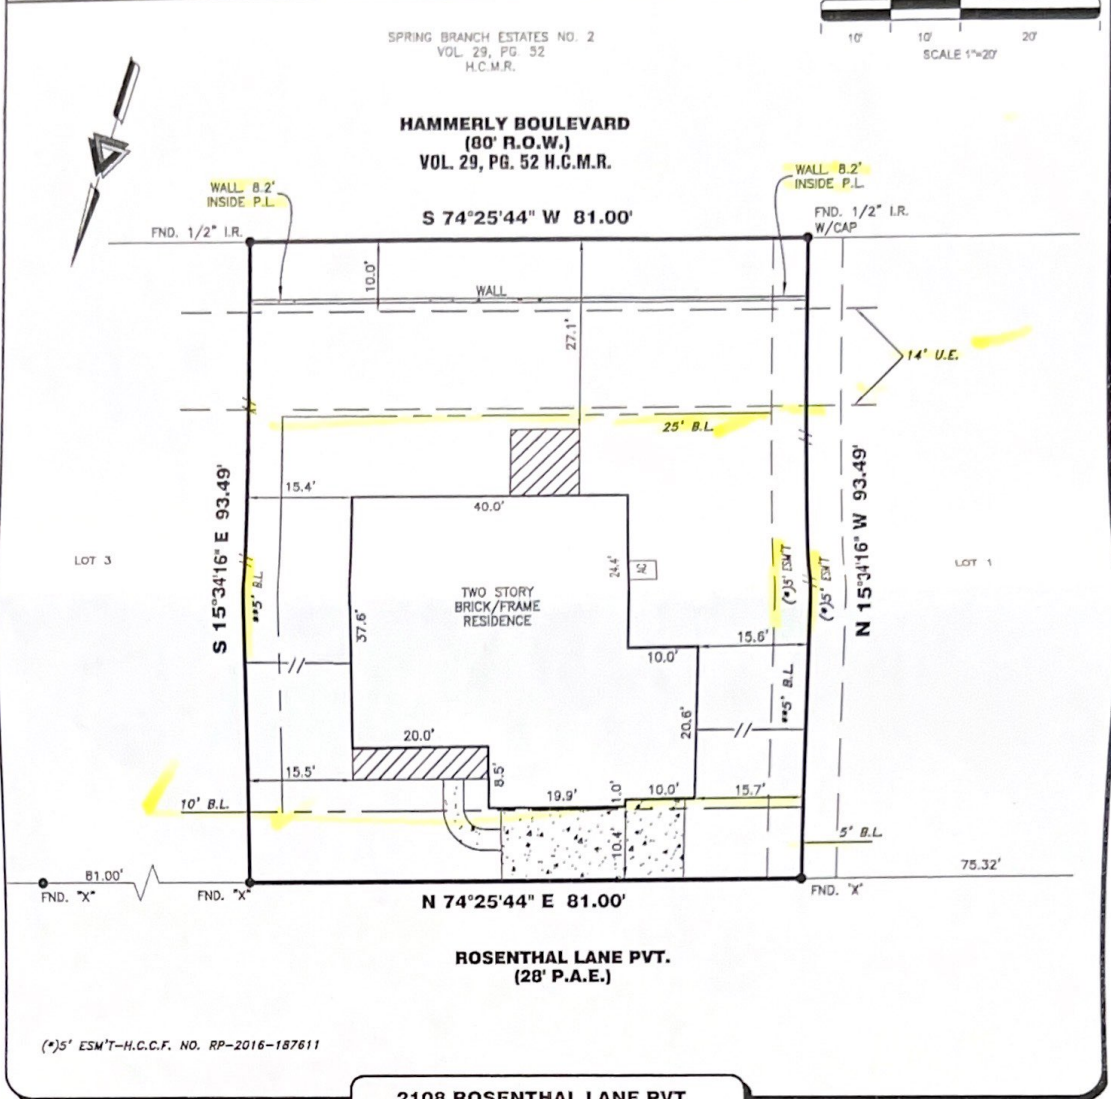 10' 10' 20'
SCALE 1"=20'
SPRING BRANCH ESTATES NO. 2
VOL. 29, PG. 52
H.C.M.R.
HAMMERLY BOULEVARD
(80' R.O.W.)
VOL. 29, PG. 52 H.C.M.R.
WALL 8.2'
INSIDE P.L.
WALL 8.2'
INSIDE P.L.
S 74°25'44" W 81.00'
FND. 1/2" I.R.
FND. 1/2" I.R.
W/CAP
10.0'
WALL
27.1'
14' U.E.
25' B.L.
S 15°34'16" E 93.49'
N 15°34'16" W 93.49'
15.4'
40.0'
LOT 3
LOT 1
**5' B.L.
24.4'
AC
(*)5' ESM'T
(*)5' ESM'T
TWO STORY
BRICK/FRAME
RESIDENCE
37.6'
15.6'
10.0'
**5' B.L.
20.6'
20.0'
15.5'
8.5'
19.9'
1.0'
10.0'
15.7'
10' B.L.
10.4'
5' B.L.
81.00'
75.32'
FND. "X"
FND. "X"
FND. 'X'
N 74°25'44" E 81.00'
ROSENTHAL LANE PVT.
(28' P.A.E.)
(*)5' ESM'T-H.C.C.F. NO. RP-2016-187611
2108 ROSENTHAL LANE PVT